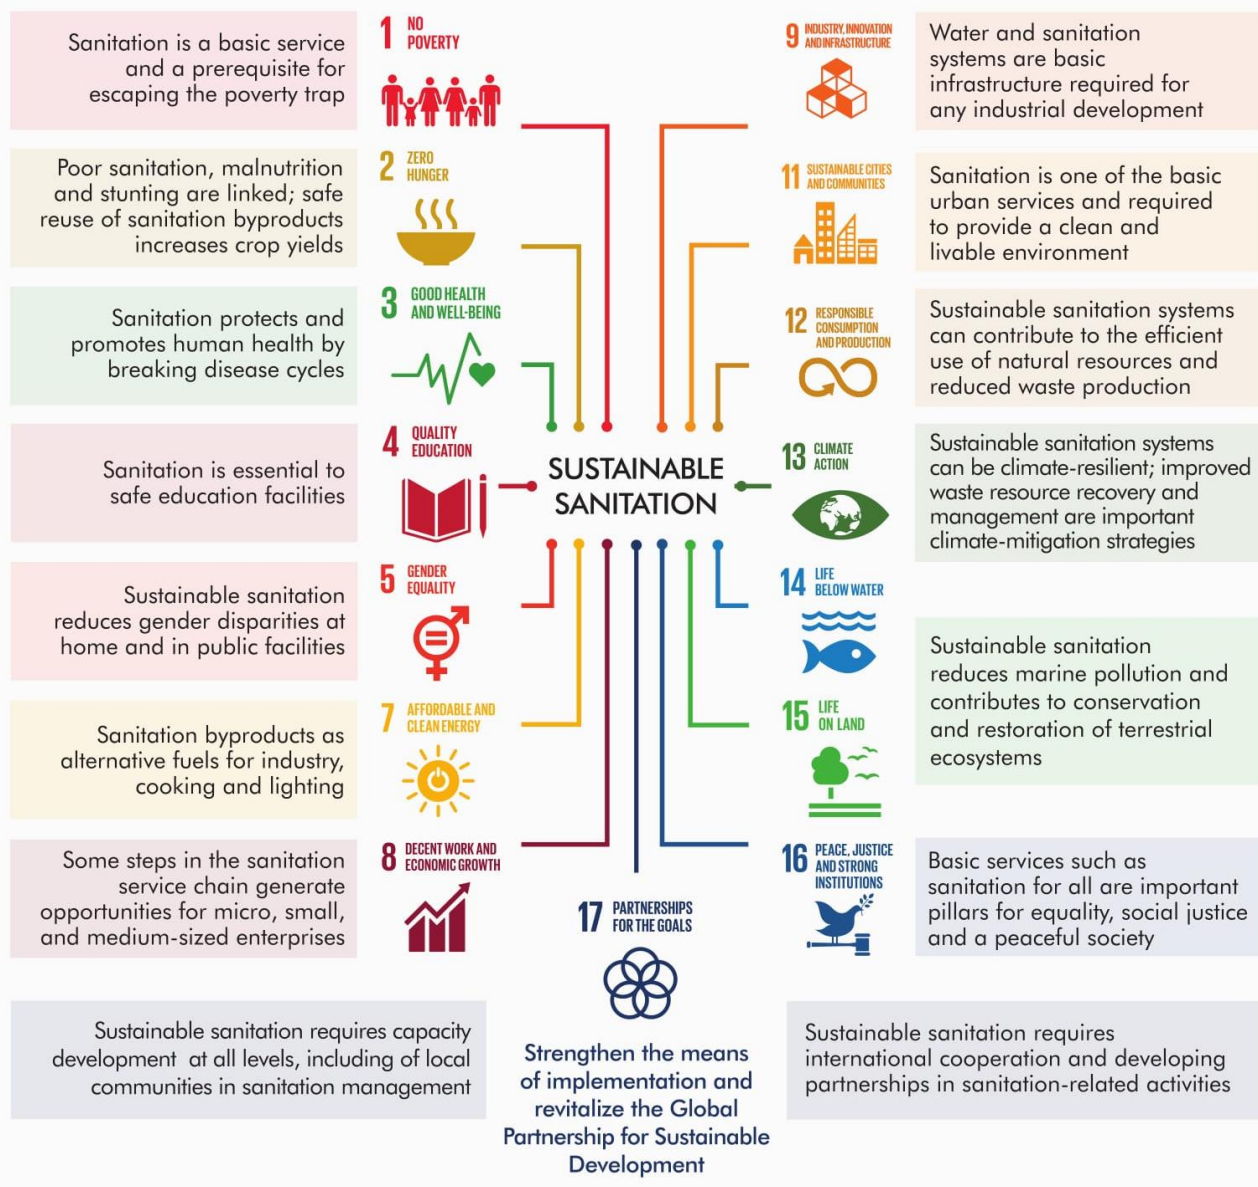 Sanitation is a basic service
and a prerequisite for
escaping the poverty trap
1 NO
POVERTY
Poor sanitation, malnutrition
and stunting are linked; safe
reuse of sanitation byproducts
increases crop yields
2 ZERO
HUNGER
Sanitation protects and
promotes human health by
breaking disease cycles
3 GOOD HEALTH
AND WELL-BEING
Sanitation is essential to
safe education facilities
4 QUALITY
EDUCATION
Sustainable sanitation
reduces gender disparities at
home and in public facilities
5 GENDER
EQUALITY
Sanitation byproducts as
alternative fuels for industry,
cooking and lighting
7 AFFORDABLE AND
CLEAN ENERGY
Some steps in the sanitation
service chain generate
opportunities for micro, small,
and medium-sized enterprises
8 DECENT WORK AND
ECONOMIC GROWTH
SUSTAINABLE
SANITATION
9 INDUSTRY, INNOVATION
AND INFRASTRUCTURE
Water and sanitation
systems are basic
infrastructure required for
any industrial development
11 SUSTAINABLE CITIES
AND COMMUNITIES
Sanitation is one of the basic
urban services and required
to provide a clean and
livable environment
12 RESPONSIBLE
CONSUMPTION
AND PRODUCTION
Sustainable sanitation systems
can contribute to the efficient
use of natural resources and
reduced waste production
13 CLIMATE
ACTION
Sustainable sanitation systems
can be climate-resilient; improved
waste resource recovery and
management are important
climate-mitigation strategies
14 LIFE
BELOW WATER
15 LIFE
ON LAND
Sustainable sanitation
reduces marine pollution and
contributes to conservation
and restoration of terrestrial
ecosystems
16 PEACE, JUSTICE
AND STRONG
INSTITUTIONS
Basic services such as
sanitation for all are important
pillars for equality, social justice
and a peaceful society
17 PARTNERSHIPS
FOR THE GOALS
Sustainable sanitation requires capacity
development at all levels, including of local
communities in sanitation management
Strengthen the means
of implementation and
revitalize the Global
Partnership for Sustainable
Development
Sustainable sanitation requires
international cooperation and developing
partnerships in sanitation-related activities